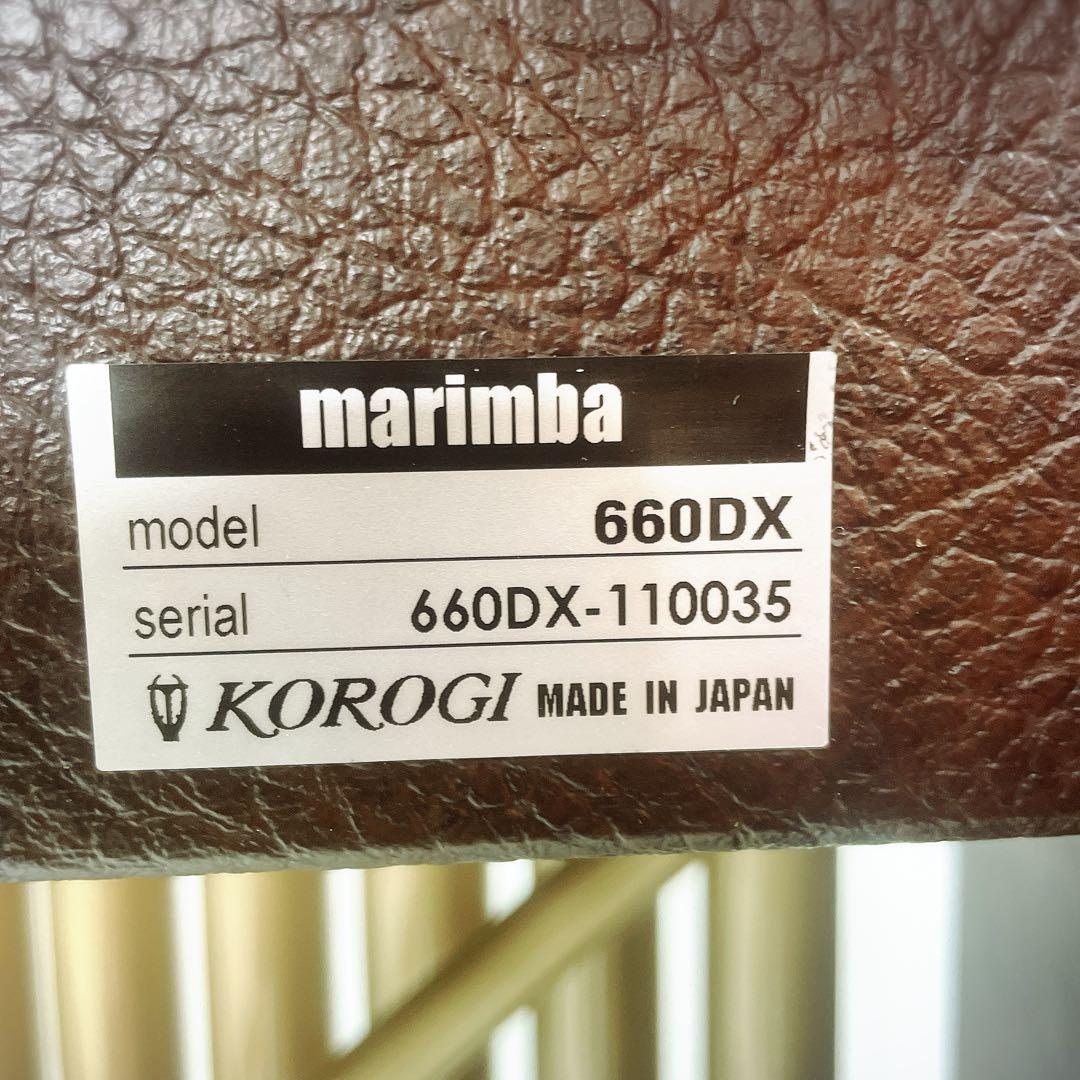 marimba
model 660DX
serial 660DX-110035
KOROGI MADE IN JAPAN